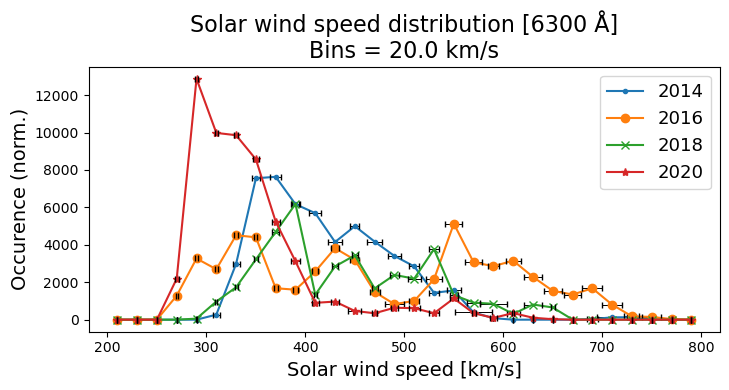 Solar wind speed distribution [6300 Å]
Bins = 20.0 km/s
Occurence (norm.)
12000
10000
8000
6000
4000
2000
0
2014
2016
2018
2020
200 300 400 500 600 700 800
Solar wind speed [km/s]